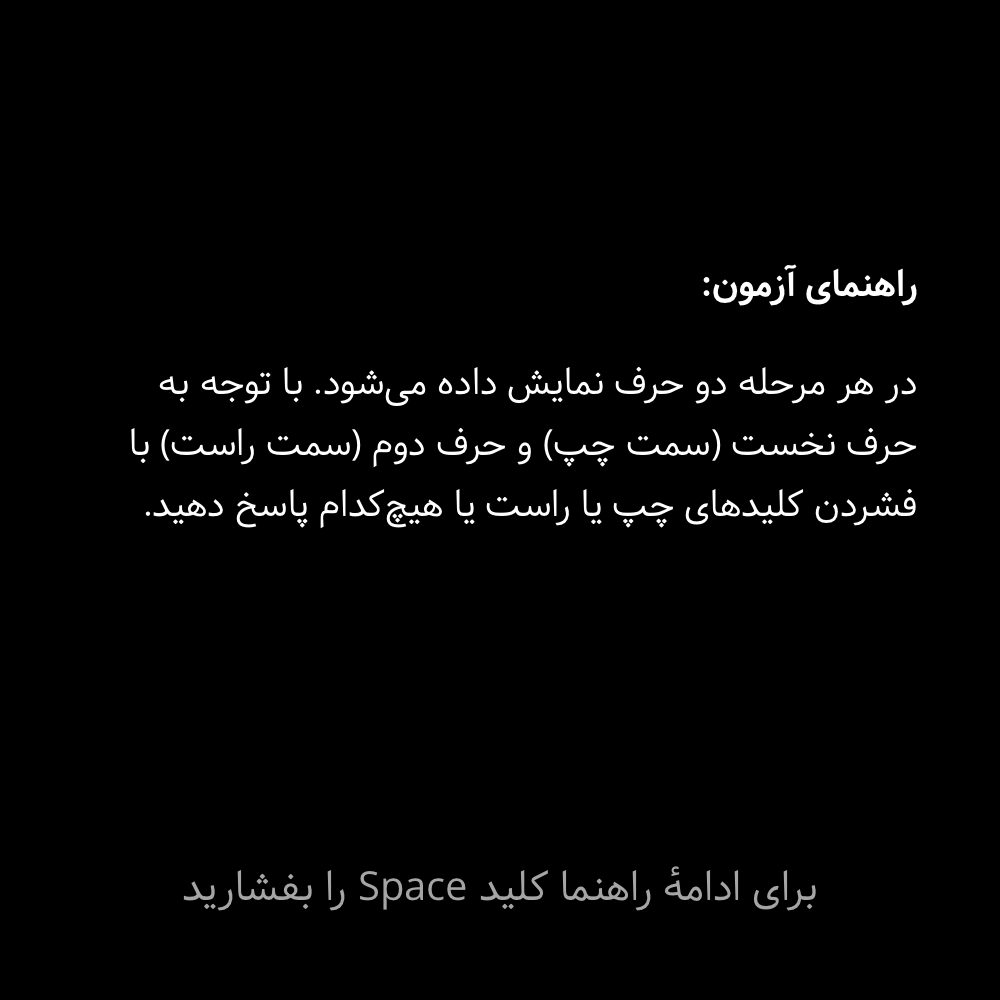 راهنمای آزمون:
در هر مرحله دو حرف نمایش داده می‌شود. با توجه به
حرف نخست (سمت چپ) و حرف دوم (سمت راست) با
فشردن کلیدهای چپ یا راست یا هیچ‌کدام پاسخ دهید.
برای ادامهٔ راهنما کلید Space را بفشارید